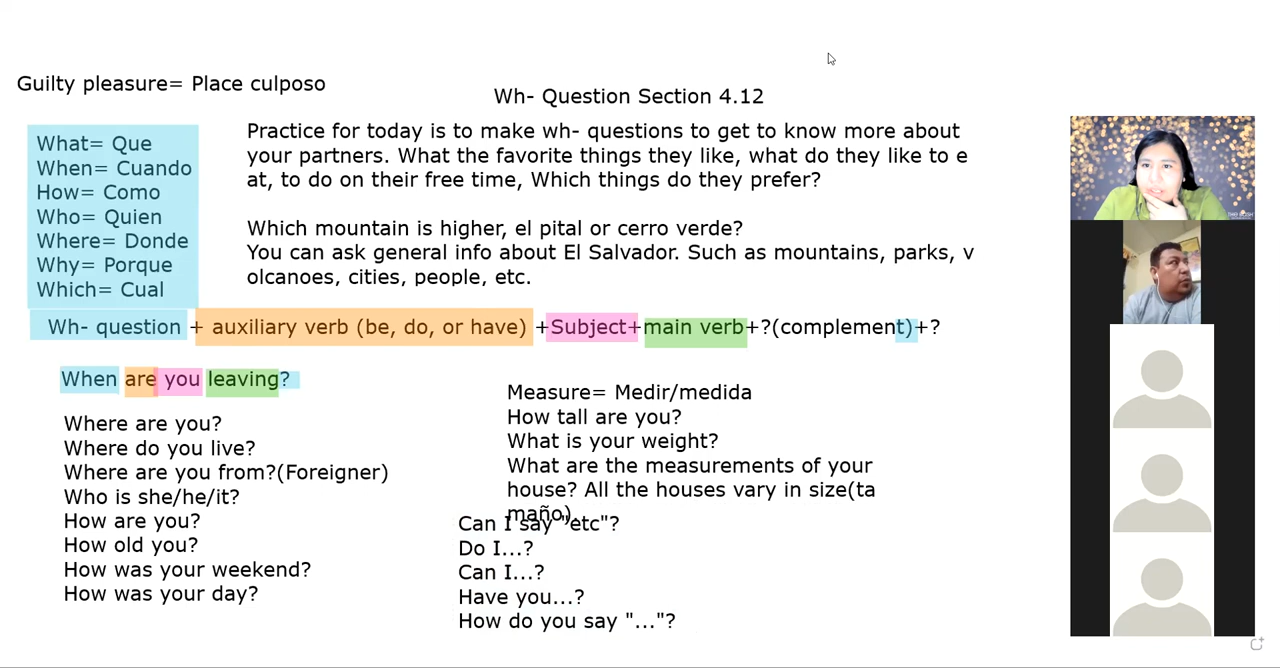 Guilty pleasure= Place culposo
Wh- Question Section 4.12
What= Que
When= Cuando
How= Como
Who= Quien
Where= Donde
Why= Porque
Which= Cual
Practice for today is to make wh- questions to get to know more about
your partners. What the favorite things they like, what do they like to e
at, to do on their free time, Which things do they prefer?
Which mountain is higher, el pital or cerro verde?
You can ask general info about El Salvador. Such as mountains, parks, v
olcanoes, cities, people, etc.
Wh- question + auxiliary verb (be, do, or have) +Subject+main verb+?(complement)+?
When are you leaving?
Where are you?
Where do you live?
Where are you from?(Foreigner)
Who is she/he/it?
How are you?
How old you?
How was your weekend?
How was your day?
Measure= Medir/medida
How tall are you?
What is your weight?
What are the measurements of your
house? All the houses vary in size(ta
maño)
Can I say "etc"?
Do I...?
Can I...?
Have you...?
How do you say "..."?